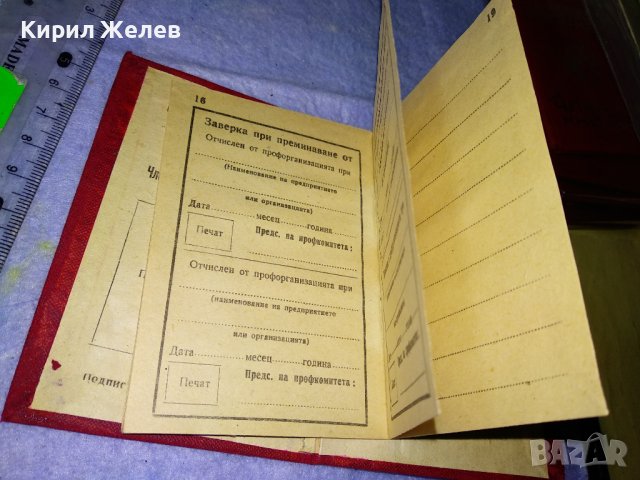 Кирил Желев
16
Заверка при преминаване от
Отчислен от профорганизацията при
(Наименование на предприятието
или организацията)
Дата......... месец.........година.........
Печат
Предс. на профкомитета:
Отчислен от профорганизацията при
(наименование на предприятието
или организацията)
Дата......... месец.........година.........
Печат
Предс. на профкомитета:
19
Подпис
BAZAR